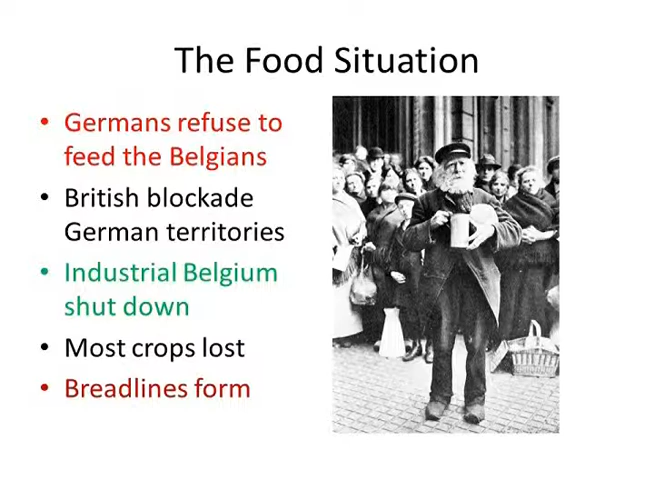 The Food Situation
• Germans refuse to
feed the Belgians
• British blockade
German territories
• Industrial Belgium
shut down
• Most crops lost
• Breadlines form